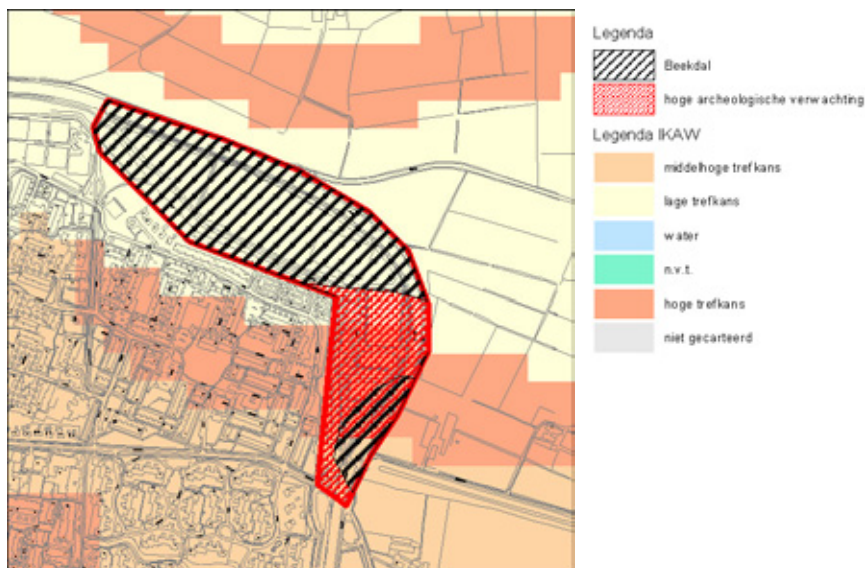 Legenda
Beekdal
hoge archeologische verwachting
Legenda IKAW
middelhoge trefkans
lage trefkans
water
n.v.t.
hoge trefkans
niet gecarteerd